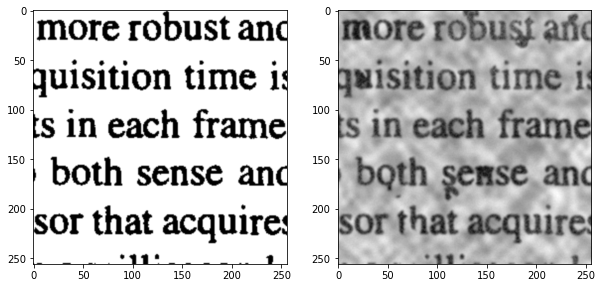 more robust and
quisition time is
ts in each frame
both sense and
sor that acquires
0
50
100
150
200
250
0 50 100 150 200 250
more robust and
quisition time is
ts in each frame
both sense and
sor that acquires
0
50
100
150
200
250
0 50 100 150 200 250